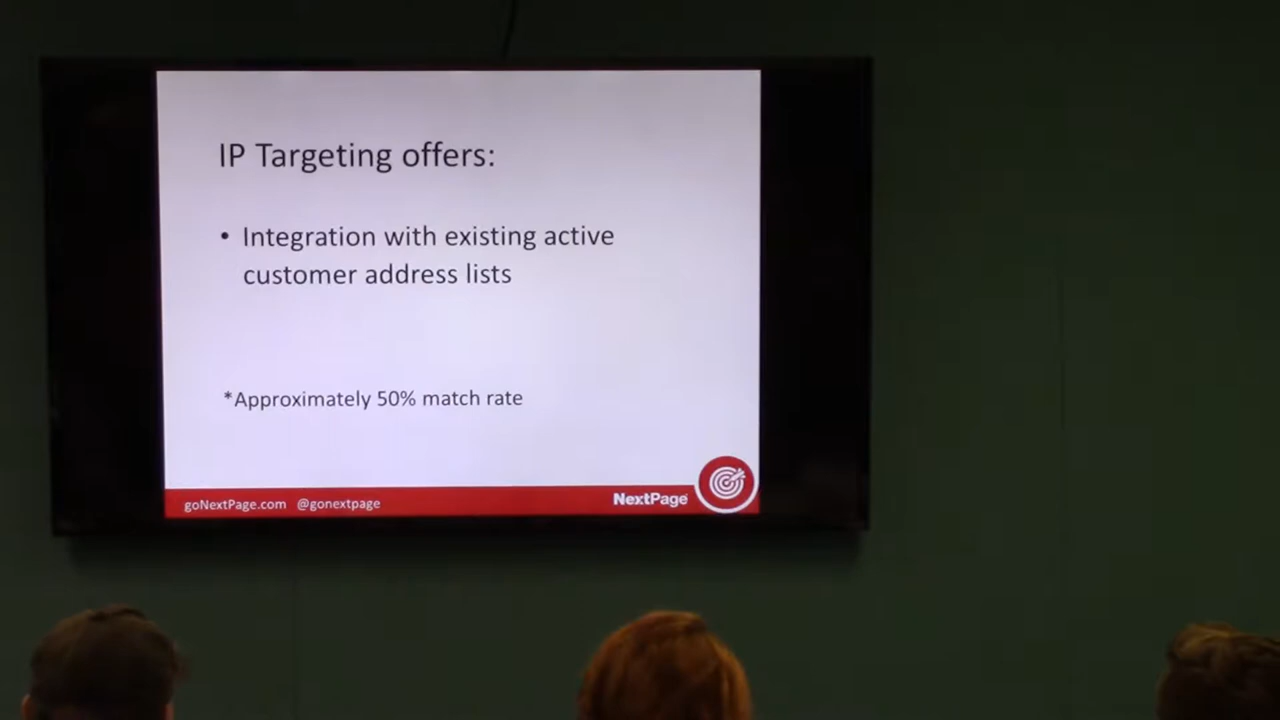 IP Targeting offers:
• Integration with existing active
customer address lists
*Approximately 50% match rate
goNextPage.com @gonextpage
NextPage